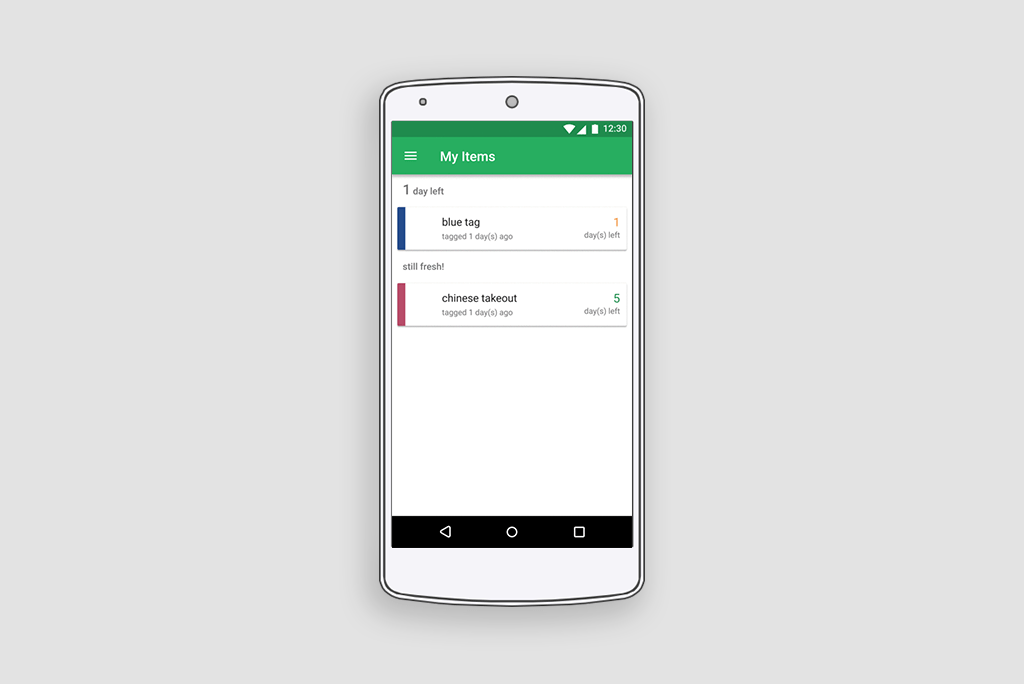 12:30
My Items
1 day left
blue tag
1
tagged 1 day(s) ago
day(s) left
still fresh!
chinese takeout
5
tagged 1 day(s) ago
day(s) left